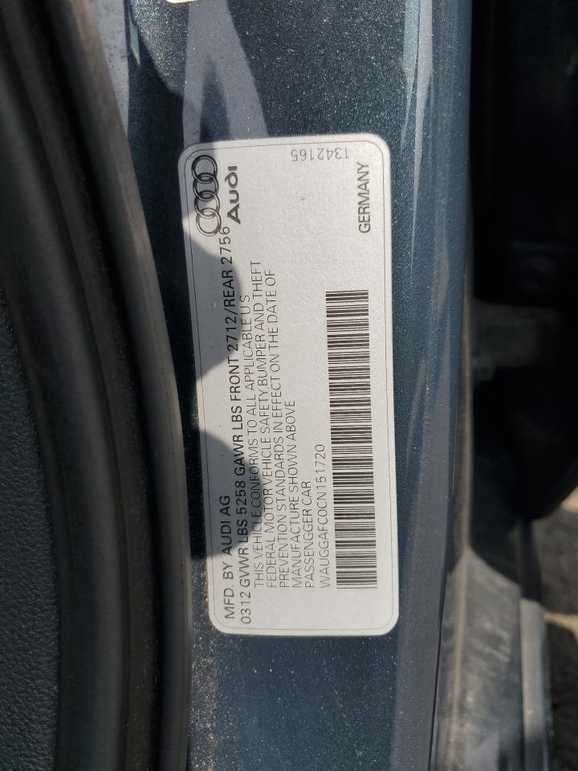 MFD. BY AUDI AG
0312 GVWR LBS 5258 GAWR LBS FRONT 2712/REAR 2756
THIS VEHICLE CONFORMS TO ALL APPLICABLE U.S
FEDERAL MOTOR VEHICLE SAFETY BUMPER AND THEFT
PREVENTION STANDARDS IN EFFECT ON THE DATE OF
MANUFACTURE SHOWN ABOVE
PASSENGGER CAR
WAUGGAFC0CN151720
Audi
GERMANY
1342165